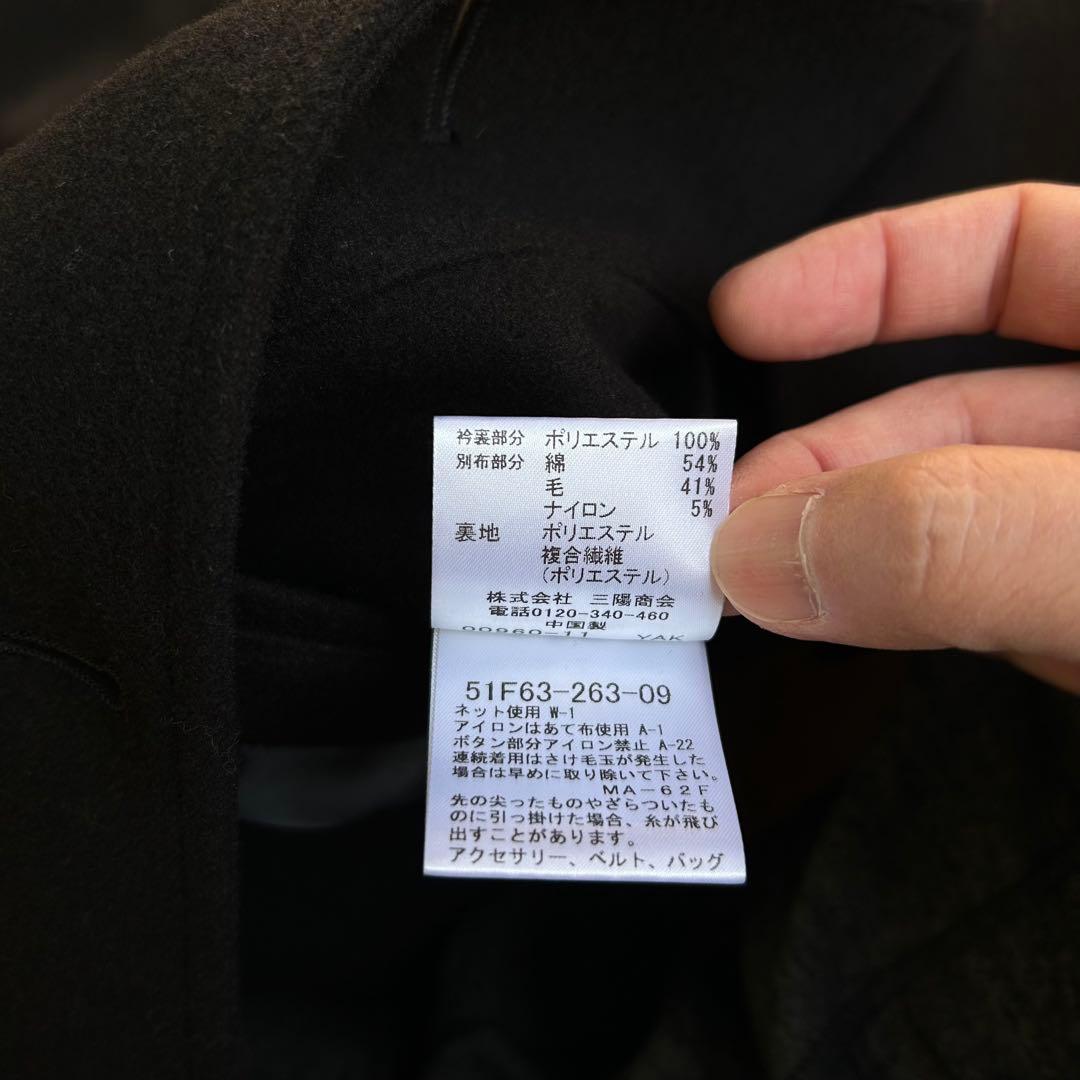 衿裏部分 ポリエステル 100%
別布部分 綿 54%
毛 41%
ナイロン 5%
裏地 ポリエステル
複合繊維
(ポリエステル)
株式会社 三陽商会
電話0120-340-460
中国製
00960-11 YAK
51F63-263-09
ネット使用 W-1
アイロンはあて布使用 A-1
ボタン部分アイロン禁止 A-22
連続着用はさけ毛玉が発生した
場合は早めに取り除いて下さい。
MA-62F
先の尖ったものやざらついたも
のに引っ掛けた場合、糸が飛び
出すことがあります。
アクセサリー、ベルト、バッグ